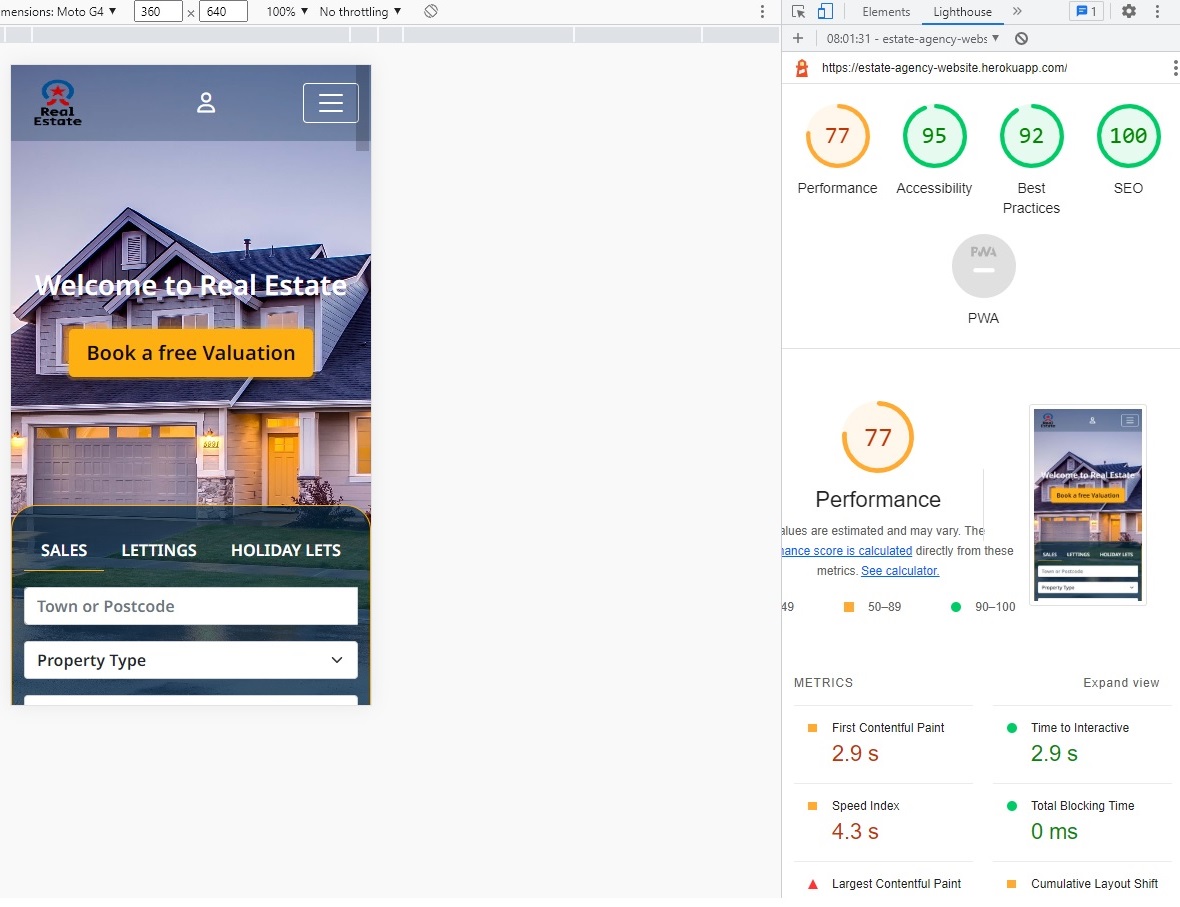 mensions: Moto G4 ▼ 360 × 640 100% ▼ No throttling ▼
Real
Estate
Welcome to Real Estate
Book a free Valuation
SALES LETTINGS HOLIDAY LETS
Town or Postcode
Property Type
Elements Lighthouse » 1
+ 08:01:31 - estate-agency-webs ▼
https://estate-agency-website.herokuapp.com/
77 95 92 100
Performance Accessibility Best Practices SEO
PWA
PWA
77
Performance
alues are estimated and may vary. The
nance score is calculated directly from these
metrics. See calculator.
49 50–89 90–100
Real
Estate
Welcome to Real Estate
Book a free Valuation
SALES LETTINGS HOLIDAY LETS
Town or Postcode
Property Type
METRICS Expand view
First Contentful Paint
2.9 s
Time to Interactive
2.9 s
Speed Index
4.3 s
Total Blocking Time
0 ms
Largest Contentful Paint
Cumulative Layout Shift